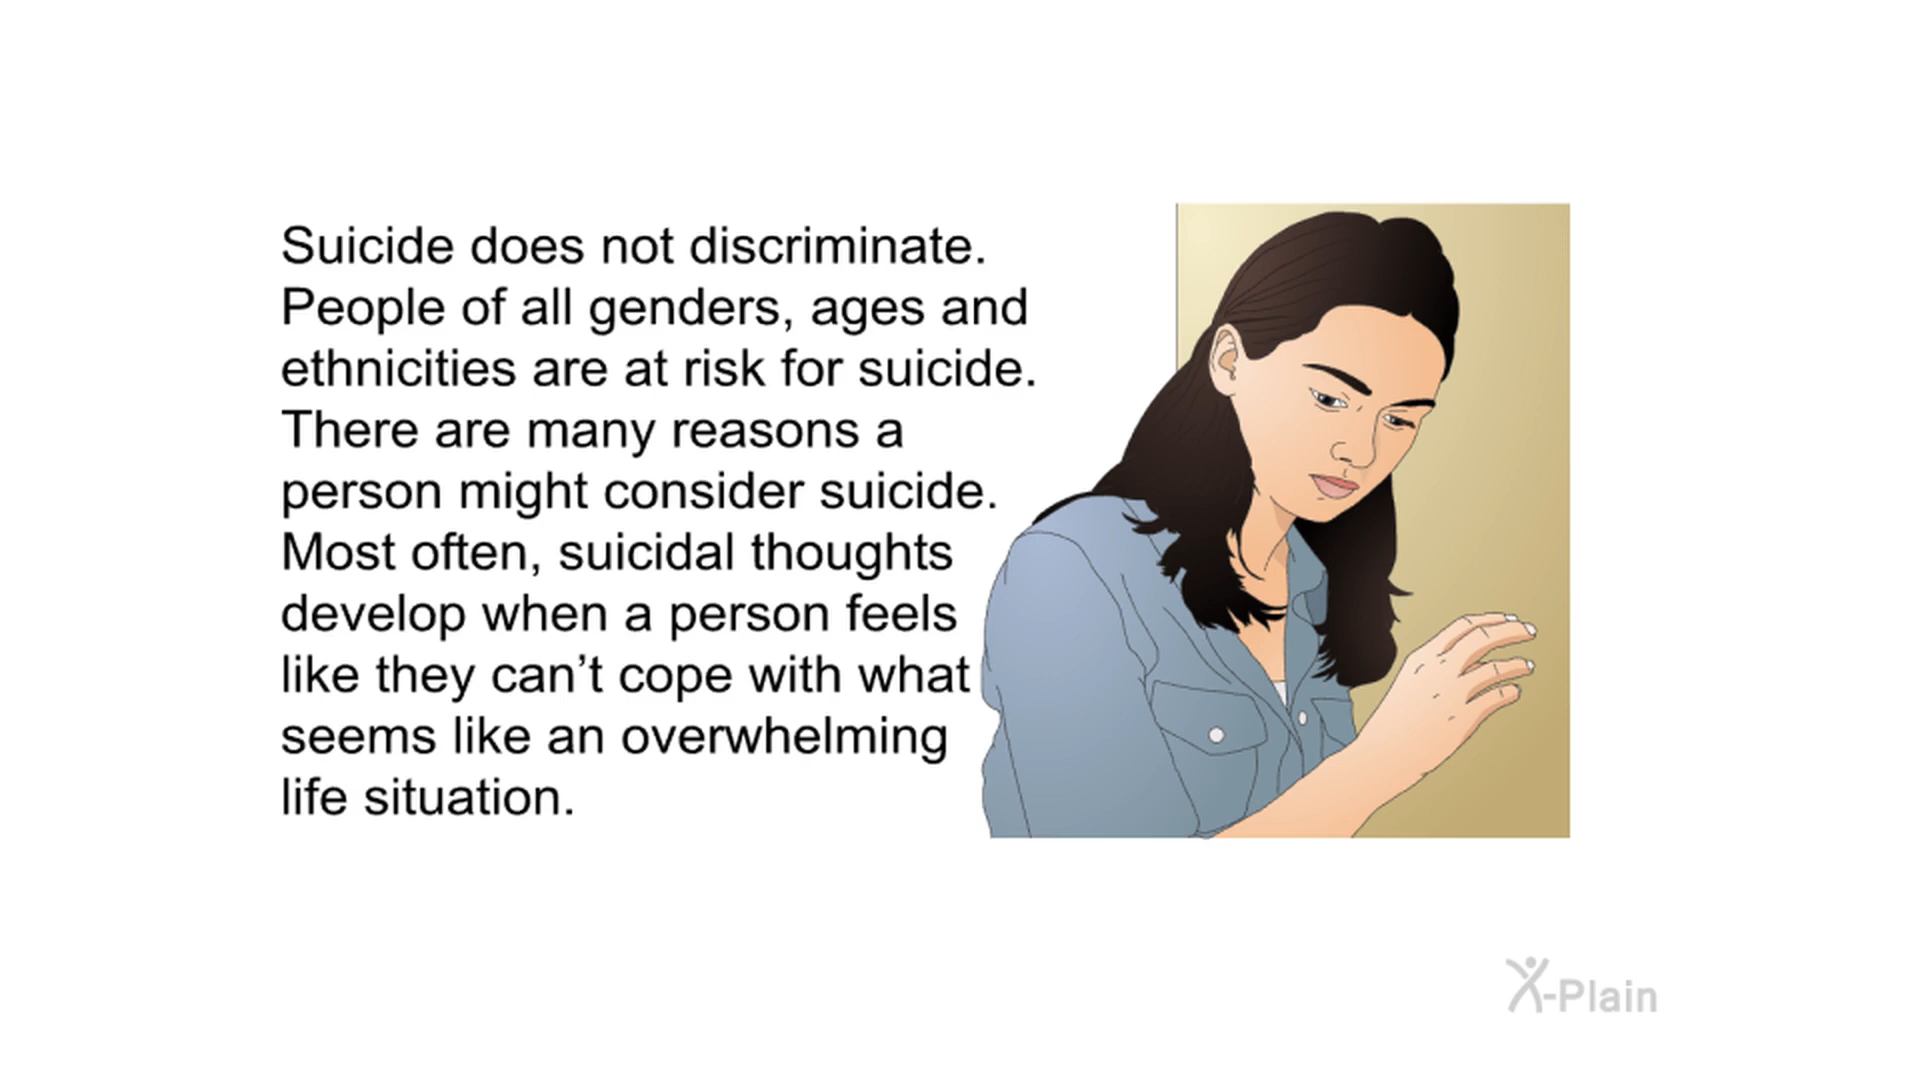 Suicide does not discriminate.
People of all genders, ages and
ethnicities are at risk for suicide.
There are many reasons a
person might consider suicide.
Most often, suicidal thoughts
develop when a person feels
like they can’t cope with what
seems like an overwhelming
life situation.
X-Plain